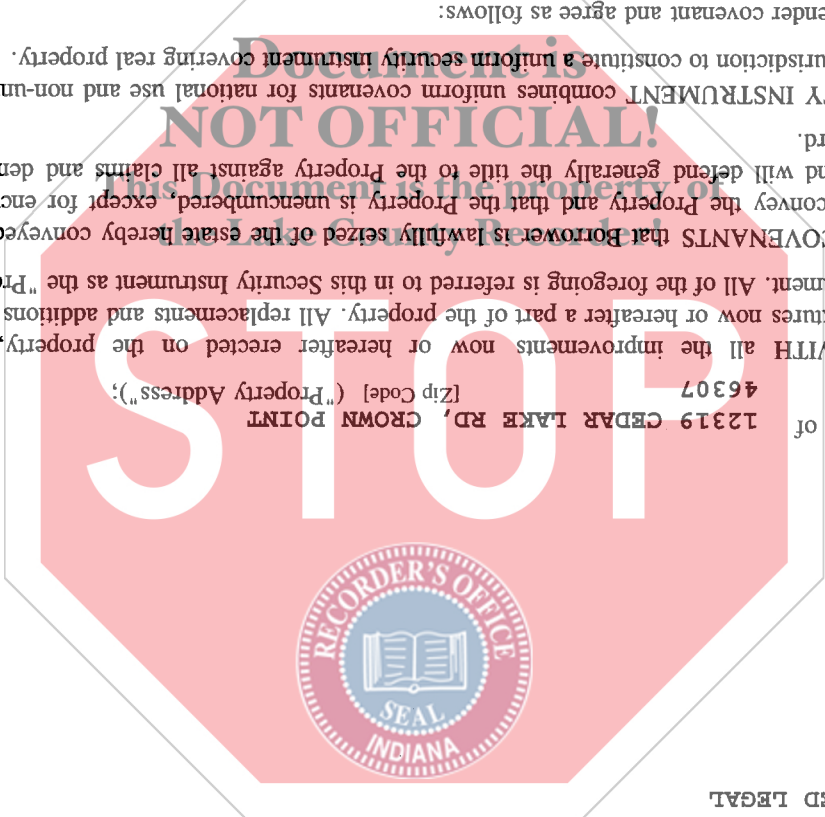 Document is
NOT OFFICIAL!
This Document is the property of
the Lake County Recorder!
STOP
RECORDER'S OFFICE
SEAL
INDIANA
ED LEGAL
of 12319 CEDAR LAKE RD, CROWN POINT
46307 [Zip Code] ("Property Address");
WITH all the improvements now or hereafter erected on the property,
tures now or hereafter a part of the property. All replacements and additions
ment. All of the foregoing is referred to in this Security Instrument as the "Pr
COVENANTS that Borrower is lawfully seized of the estate hereby conveyed
convey the Property and that the Property is unencumbered, except for enc
nd will defend generally the title to the Property against all claims and den
rd.
Y INSTRUMENT combines uniform covenants for national use and non-un
urisdiction to constitute a uniform security instrument covering real property.
ender covenant and agree as follows: